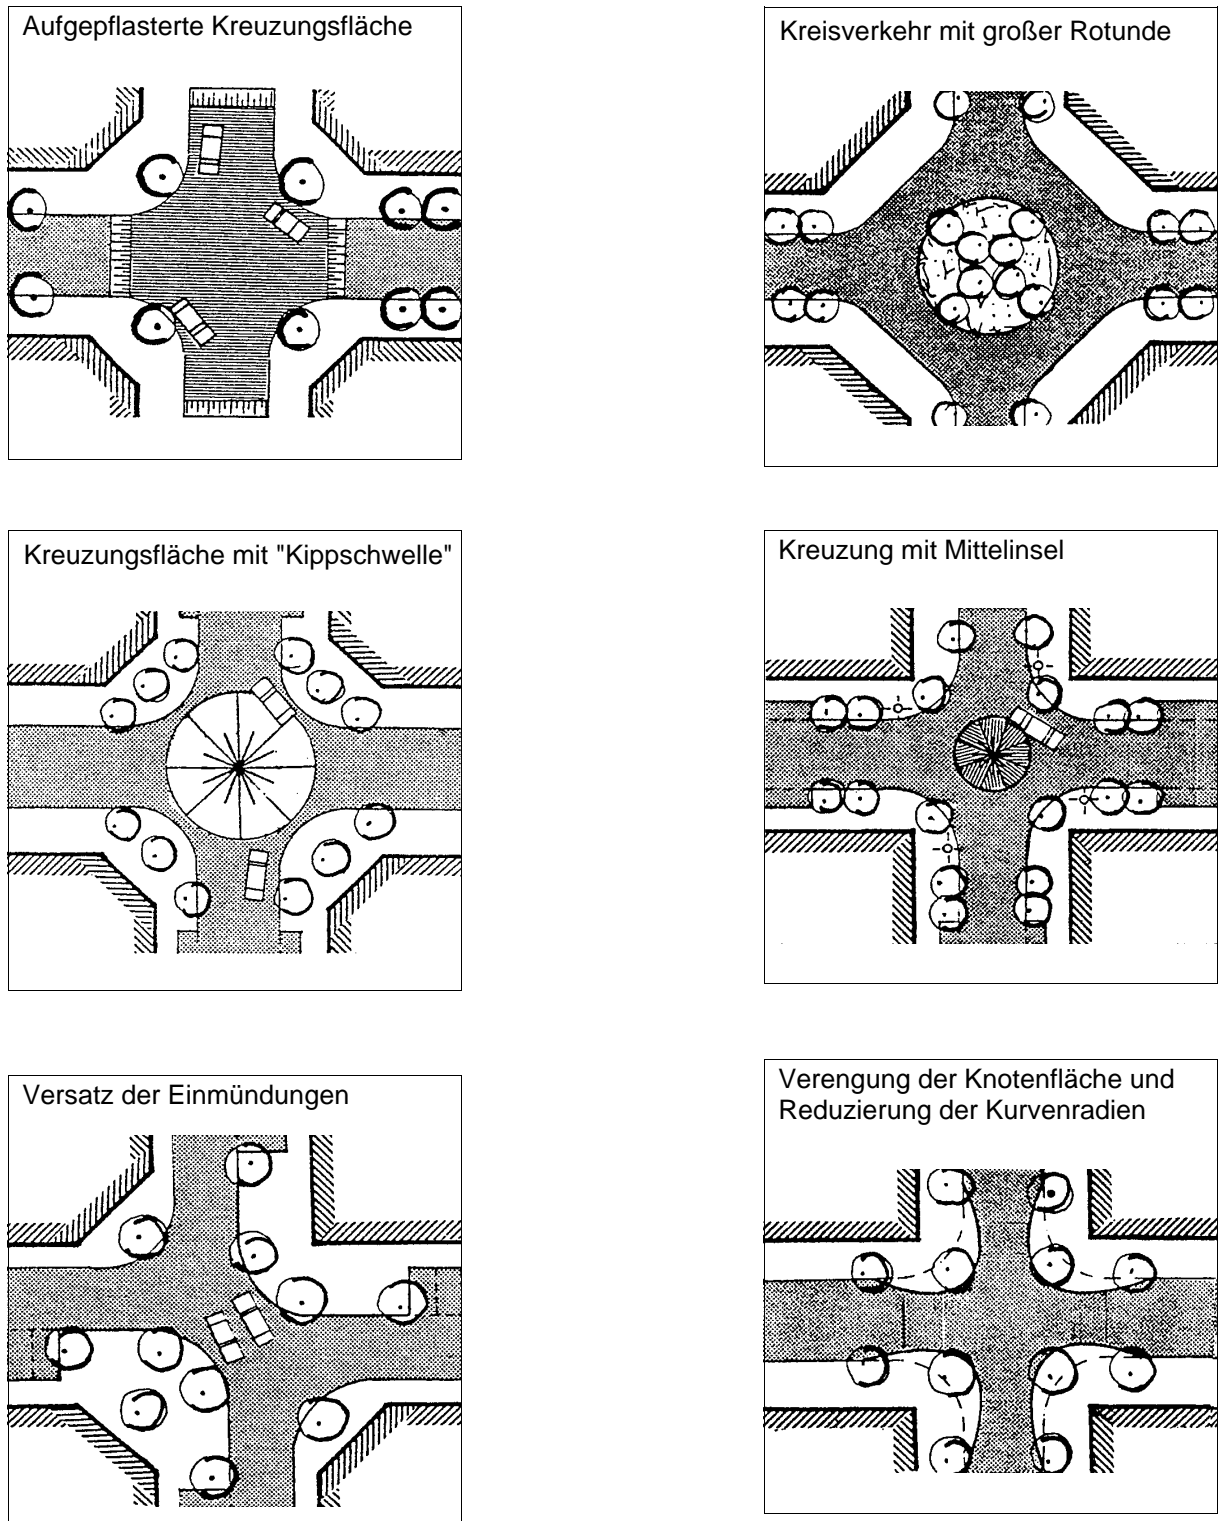 Aufgepflasterte Kreuzungsfläche
Kreisverkehr mit großer Rotunde
Kreuzungsfläche mit "Kippschwelle"
Kreuzung mit Mittelinsel
Versatz der Einmündungen
Verengung der Knotenfläche und
Reduzierung der Kurvenradien